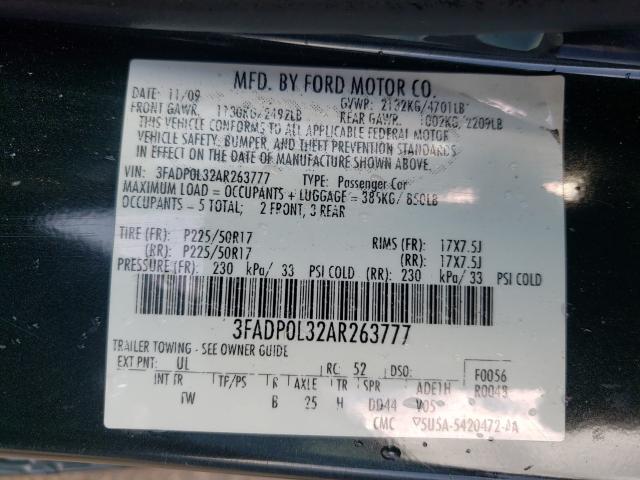 MFD. BY FORD MOTOR CO.
DATE: 11/09 GVWR: 2132KG/4701LB
FRONT GAWR: 1130KG/2492LB REAR GAWR: 1002KG/2209LB
THIS VEHICLE CONFORMS TO ALL APPLICABLE FEDERAL MOTOR
VEHICLE SAFETY, BUMPER, AND THEFT PREVENTION STANDARDS
IN EFFECT ON THE DATE OF MANUFACTURE SHOWN ABOVE.
VIN: 3FADP0L32AR263777 TYPE: Passenger Car
MAXIMUM LOAD = OCCUPANTS + LUGGAGE = 385KG/ 850LB
OCCUPANTS – 5 TOTAL; 2 FRONT, 3 REAR
TIRE (FR): P225/50R17 RIMS (FR): 17X7.5J
(RR): P225/50R17 (RR): 17X7.5J
PRESSURE (FR): 230 kPa/ 33 PSI COLD (RR): 230 kPa/ 33 PSI COLD
3FADP0L32AR263777
TRAILER TOWING - SEE OWNER GUIDE
EXT PNT: UL RC: 52 DSO: F0056
INT TR TP/PS R AXLE TR SPR ADE1H R0048
TW B 25 H DD44 V05
CMC ▽5U5A-5420472-AA